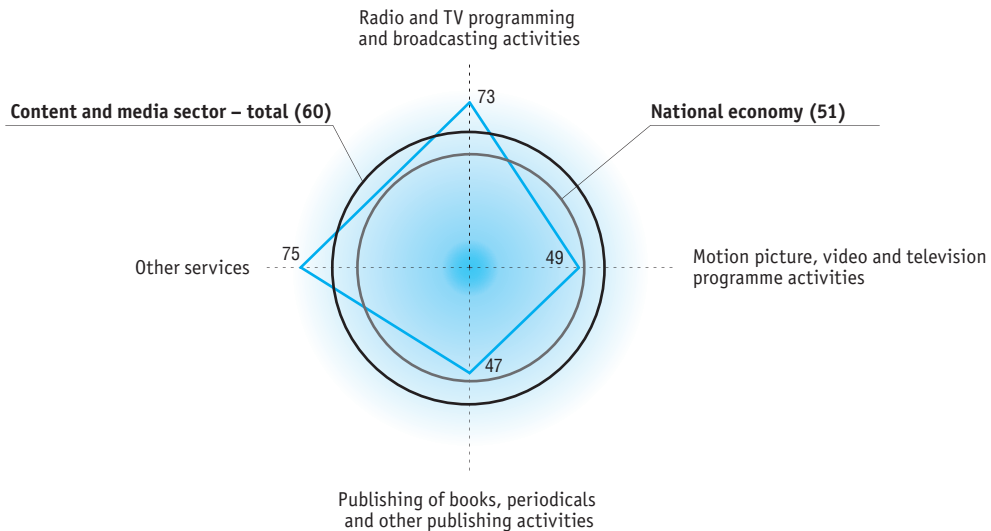 Radio and TV programming
and broadcasting activities
73
Content and media sector – total (60)
National economy (51)
75
Other services
49
Motion picture, video and television
programme activities
47
Publishing of books, periodicals
and other publishing activities